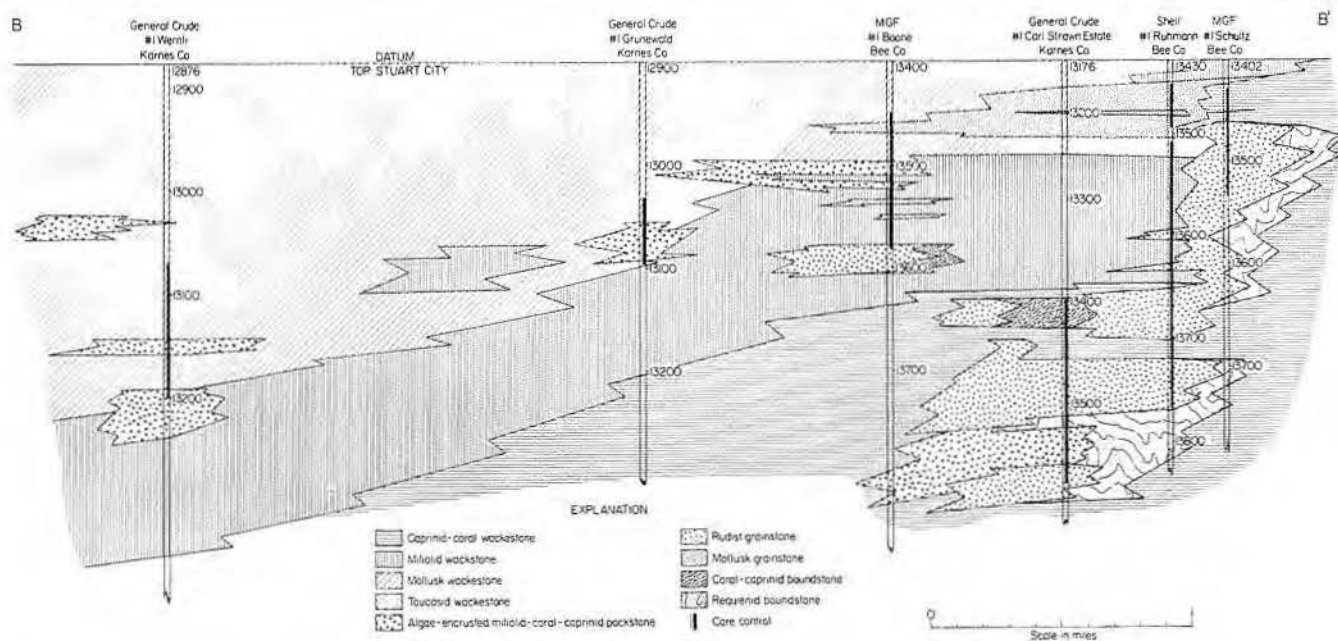 B
General Crude
#1 Wernli
Karnes Co
General Crude
#1 Grunewald
Karnes Co
MGF
#1 Boone
Bee Co
General Crude
#1 Carl Strawn Estate
Karnes Co
Shell
#1 Ruhmann
Bee Co
MGF
#1 Schultz
Bee Co
B'
DATUM
TOP STUART CITY
12876
12900
13000
13100
13200
12900
13000
13100
13200
13400
13500
13600
13700
13176
13200
13300
13400
13500
13430
13500
13600
13700
13800
13402
13500
13600
13700
EXPLANATION
Caprinid-coral wackestone
Miliolid wackestone
Mollusk wackestone
Toucasid wackestone
Algae-encrusted miliolid-coral-caprinid packstone
Rudist grainstone
Mollusk grainstone
Coral-caprinid boundstone
Requienid boundstone
Core control
0
1
Scale in miles